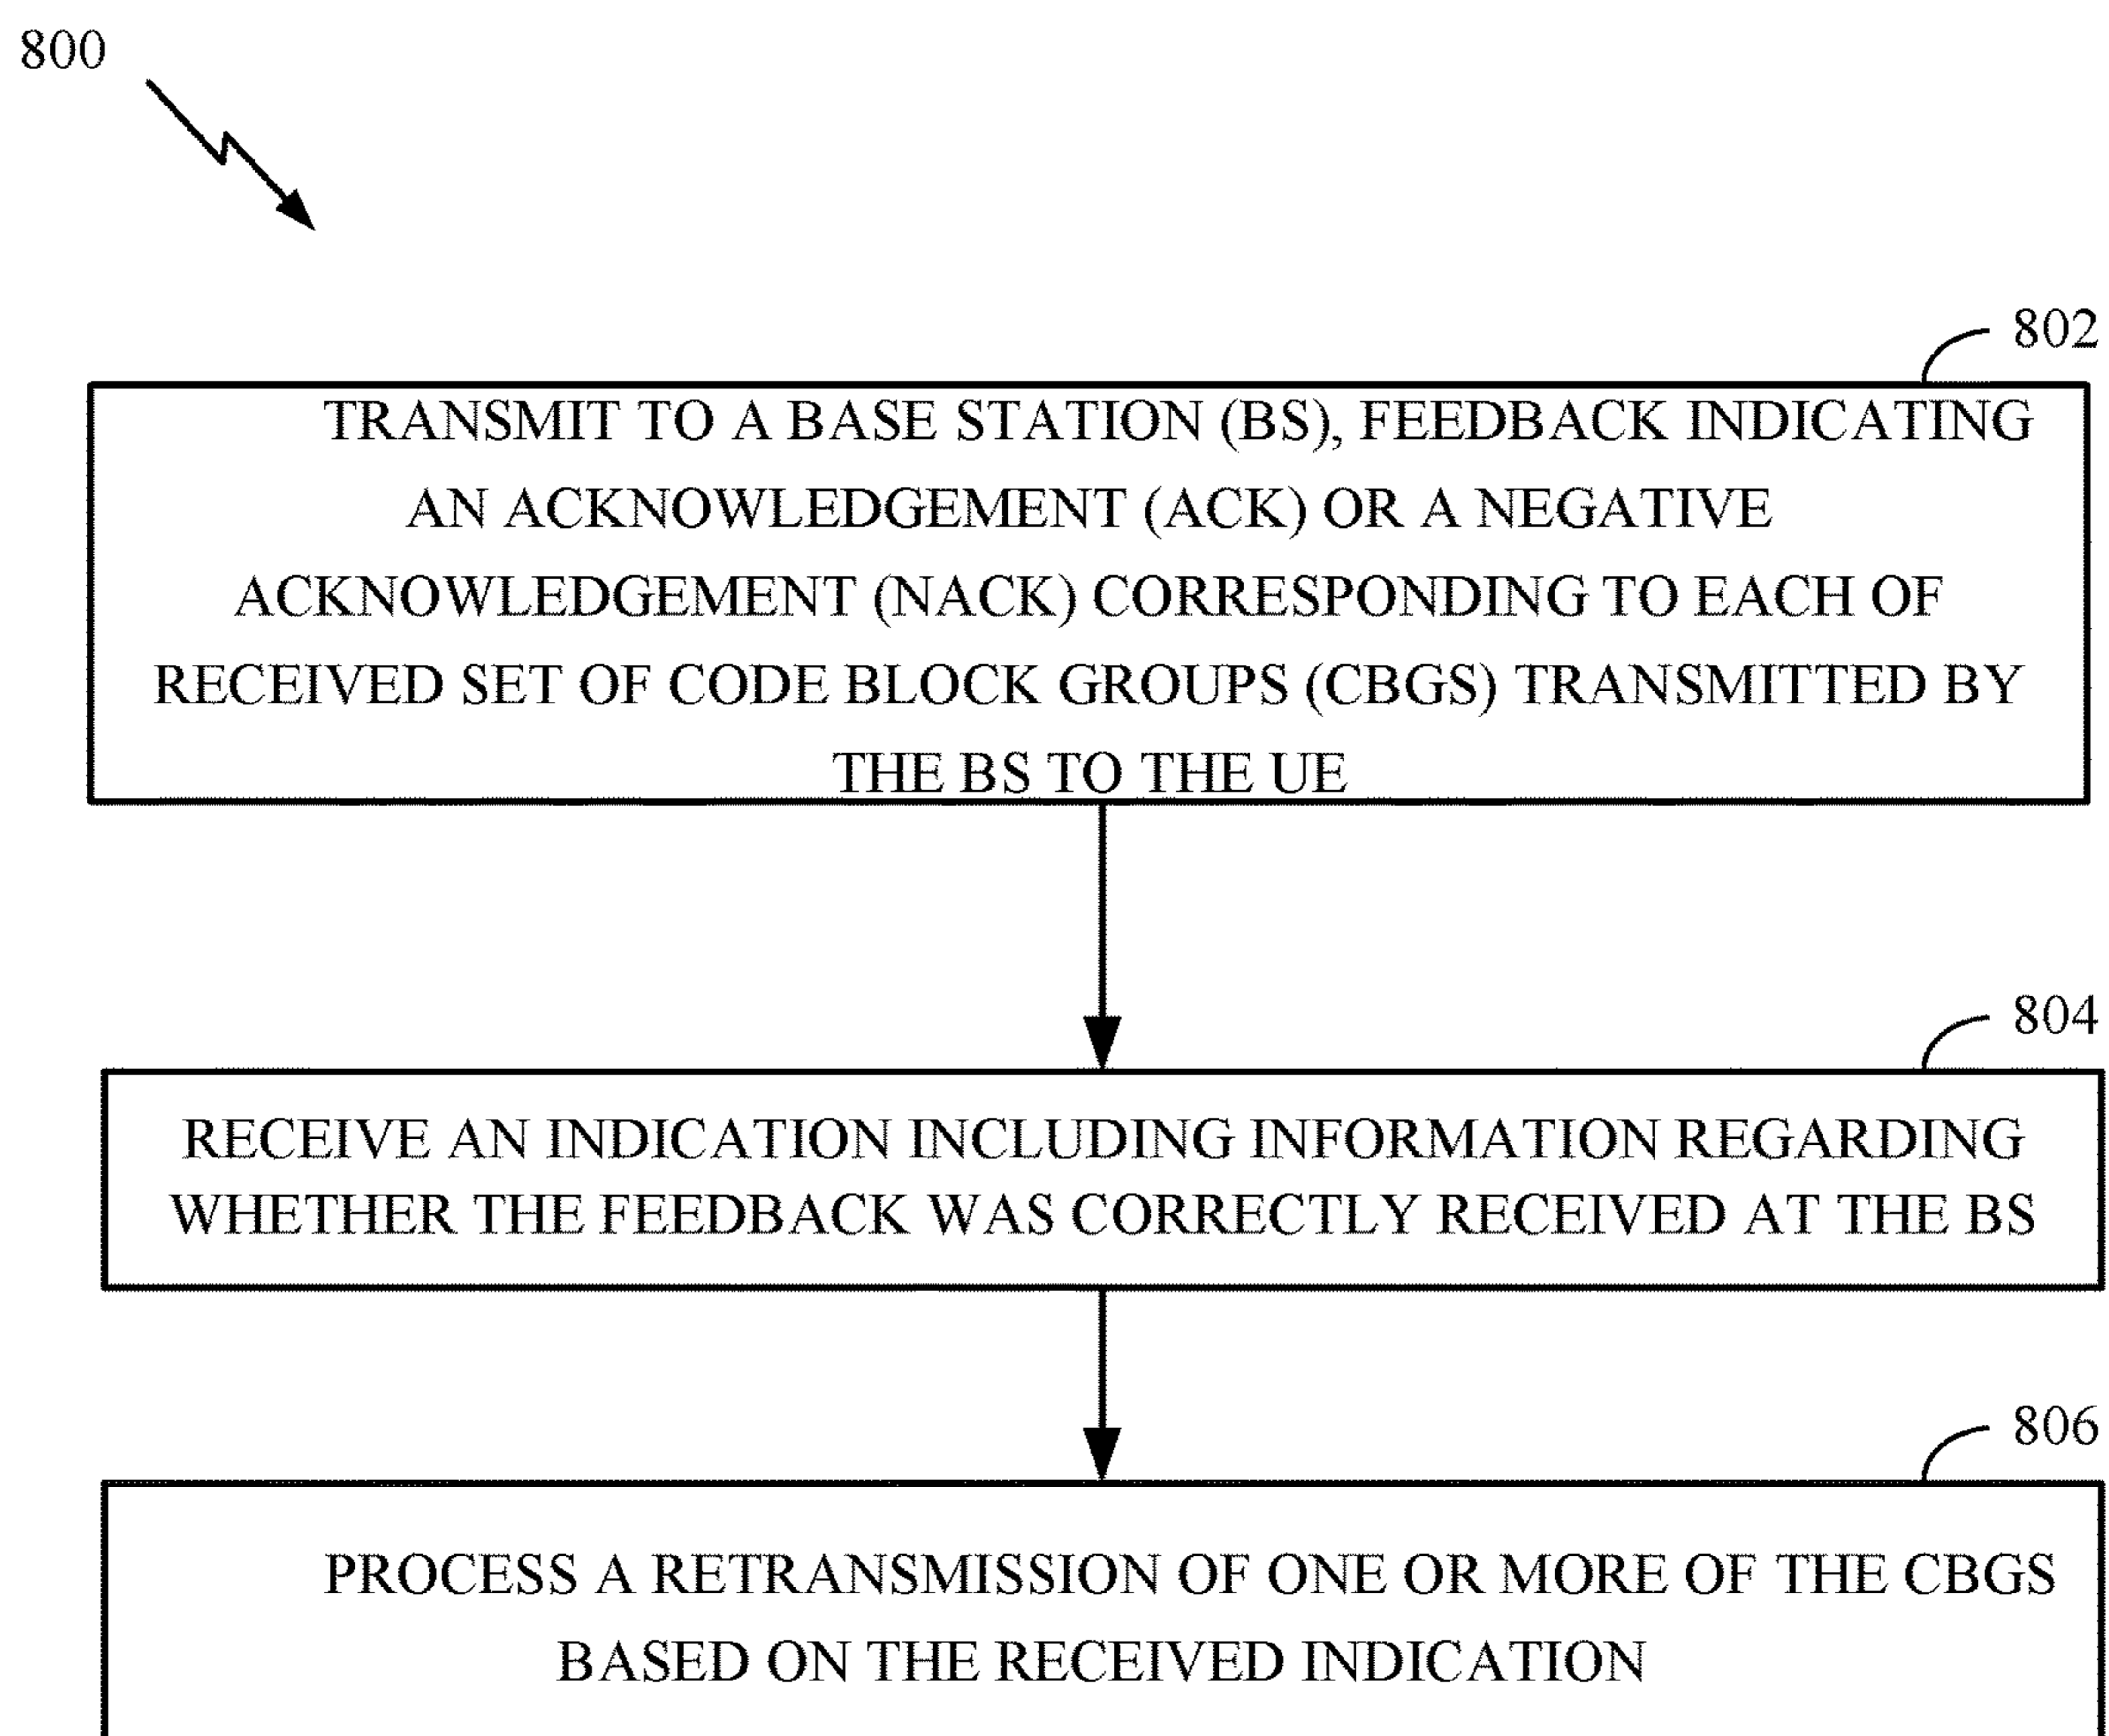 800
802
TRANSMIT TO A BASE STATION (BS), FEEDBACK INDICATING
AN ACKNOWLEDGEMENT (ACK) OR A NEGATIVE
ACKNOWLEDGEMENT (NACK) CORRESPONDING TO EACH OF
RECEIVED SET OF CODE BLOCK GROUPS (CBGS) TRANSMITTED BY
THE BS TO THE UE
804
RECEIVE AN INDICATION INCLUDING INFORMATION REGARDING
WHETHER THE FEEDBACK WAS CORRECTLY RECEIVED AT THE BS
806
PROCESS A RETRANSMISSION OF ONE OR MORE OF THE CBGS
BASED ON THE RECEIVED INDICATION